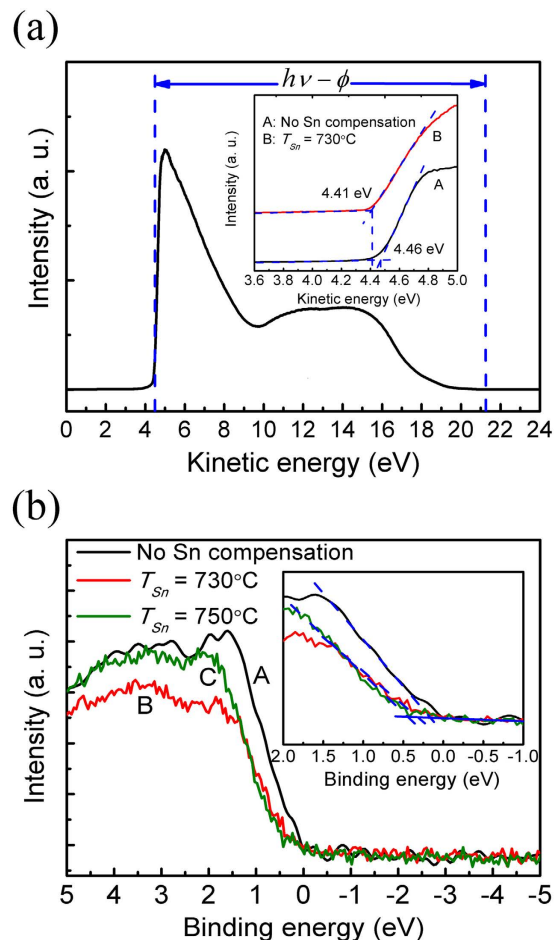 (a)
hν − ϕ
A: No Sn compensation
B: T_Sn = 730°C
B
A
4.41 eV
4.46 eV
Intensity (a. u.)
3.6 3.8 4.0 4.2 4.4 4.6 4.8 5.0
Kinetic energy (eV)
Intensity (a. u.)
0 2 4 6 8 10 12 14 16 18 20 22 24
Kinetic energy (eV)
(b)
No Sn compensation
T_Sn = 730°C
T_Sn = 750°C
C A
B
2.0 1.5 1.0 0.5 0.0 -0.5 -1.0
Binding energy (eV)
Intensity (a. u.)
5 4 3 2 1 0 -1 -2 -3 -4 -5
Binding energy (eV)